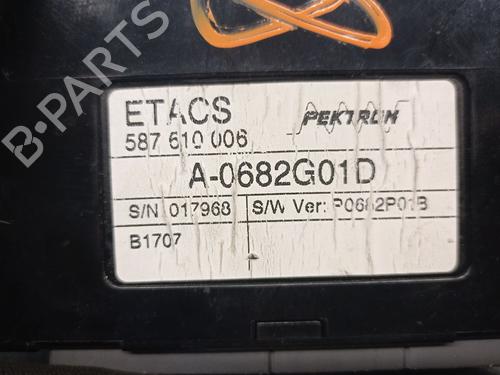 B-PARTS
ETACS PEKTRON
587 610 006
A-0682G01D
S/N 017968 S/W Ver: P0682P01B
B1707